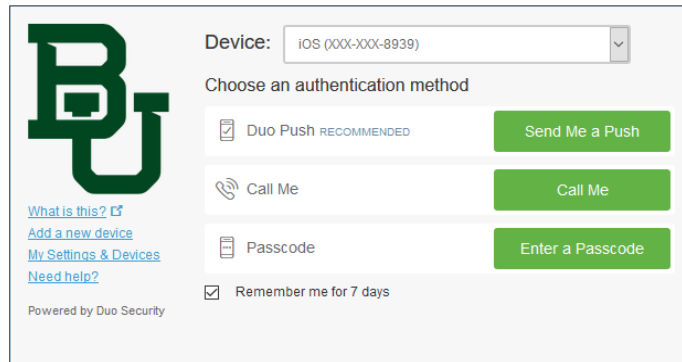 BU
Device: iOS (XXX-XXX-8939)
Choose an authentication method
Duo Push RECOMMENDED Send Me a Push
Call Me Call Me
Passcode Enter a Passcode
Remember me for 7 days
What is this?
Add a new device
My Settings & Devices
Need help?
Powered by Duo Security